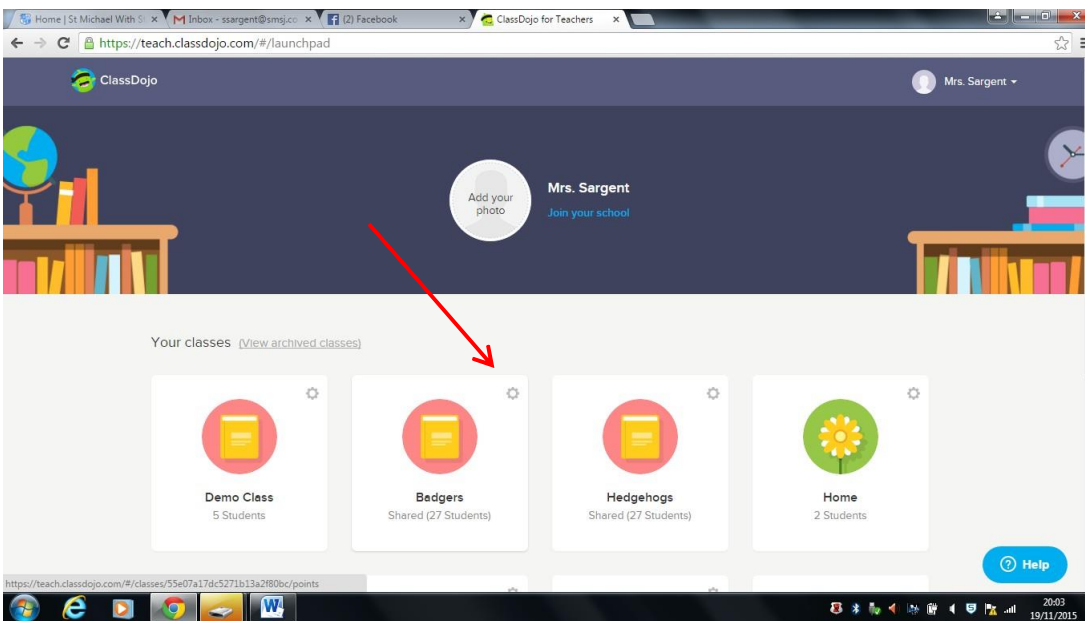 Home | St Michael With St
Inbox - ssargent@smsj.co
(2) Facebook
ClassDojo for Teachers
https://teach.classdojo.com/#/launchpad
ClassDojo
Mrs. Sargent
Add your
photo
Mrs. Sargent
Join your school
Your classes (View archived classes)
Demo Class
5 Students
Badgers
Shared (27 Students)
Hedgehogs
Shared (27 Students)
Home
2 Students
Help
https://teach.classdojo.com/#/classes/55e07a17dc5271b13a2f80bc/points
20:03
19/11/2015